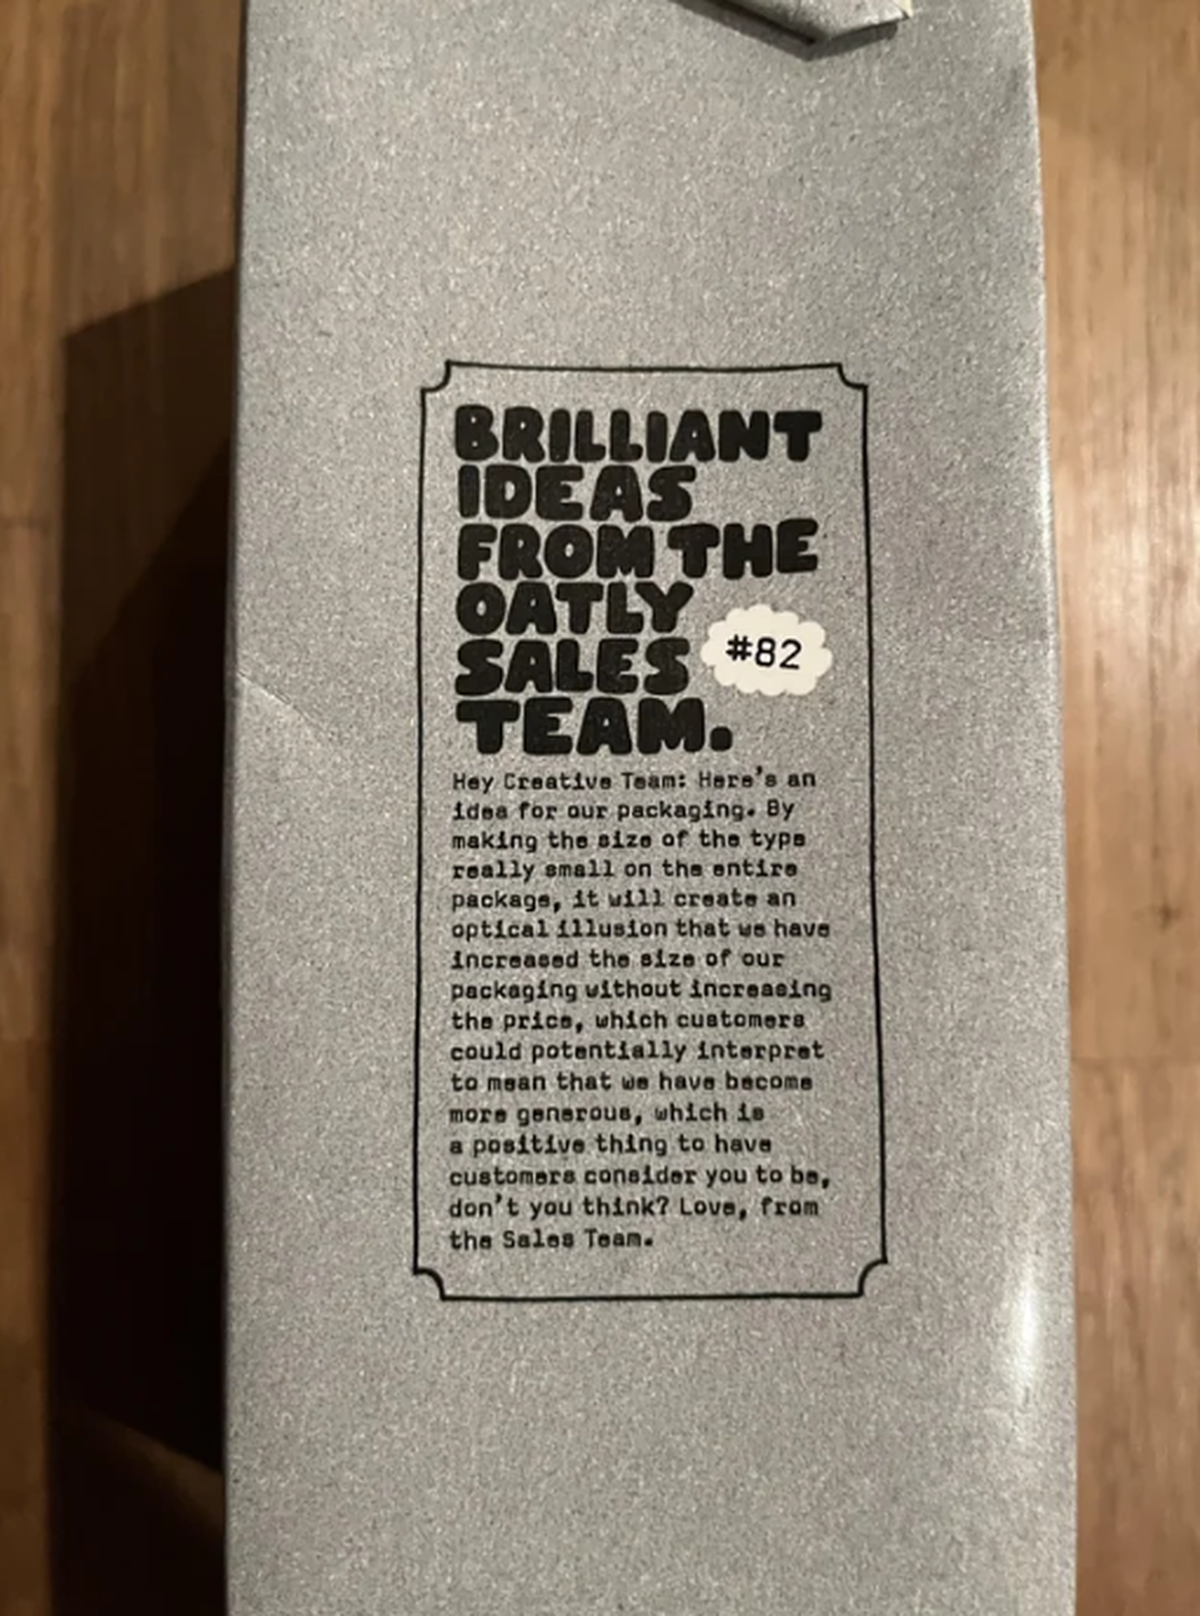 BRILLIANT
IDEAS
FROM THE
OATLY
SALES
TEAM.
#82
Hey Creative Team: Here's an
idea for our packaging. By
making the size of the type
really small on the entire
package, it will create an
optical illusion that we have
increased the size of our
packaging without increasing
the price, which customers
could potentially interpret
to mean that we have become
more generous, which is
a positive thing to have
customers consider you to be,
don't you think? Love, from
the Sales Team.